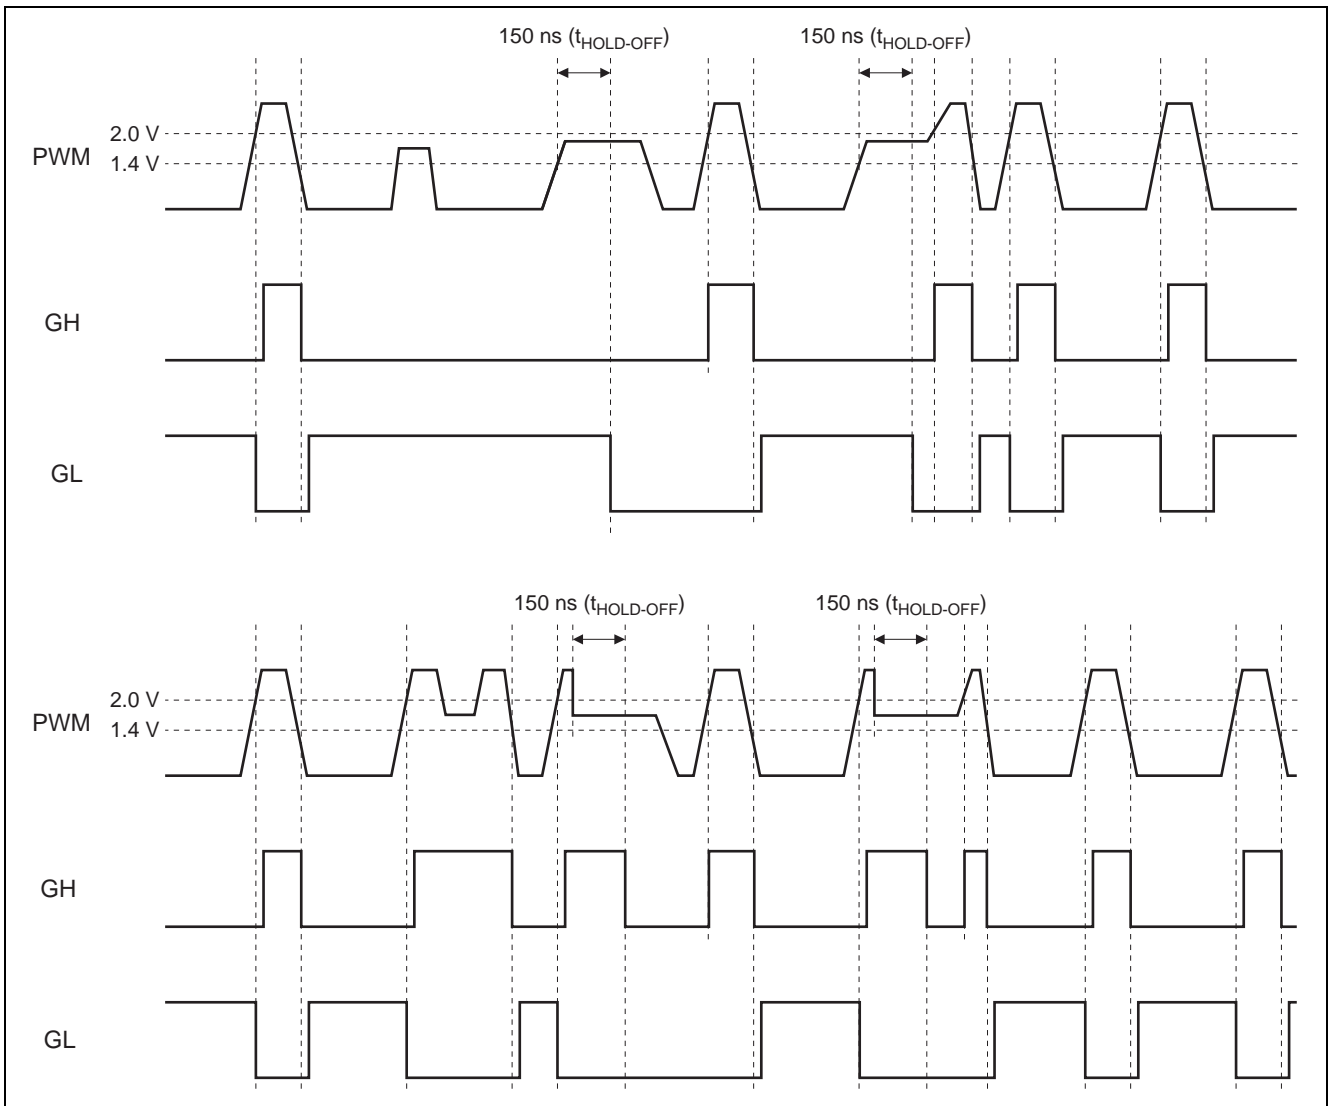 150 ns (tHOLD-OFF) 150 ns (tHOLD-OFF)
2.0 V
PWM
1.4 V
GH
GL
150 ns (tHOLD-OFF) 150 ns (tHOLD-OFF)
2.0 V
PWM
1.4 V
GH
GL